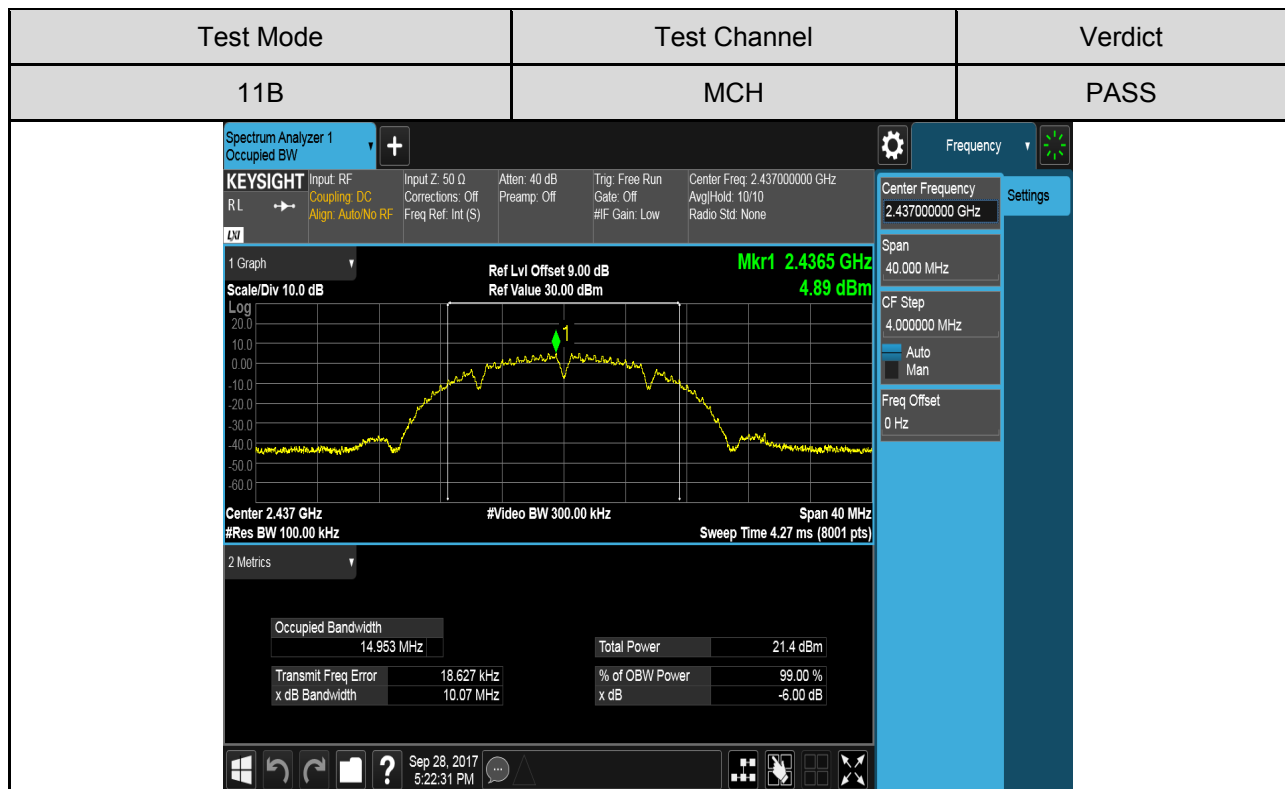 Test Mode Test Channel Verdict
11B MCH PASS
Spectrum Analyzer 1
Occupied BW
+
Frequency
KEYSIGHT Input: RF Input Z: 50 Ω Atten: 40 dB Trig: Free Run Center Freq: 2.437000000 GHz
RL Coupling: DC Corrections: Off Preamp: Off Gate: Off Avg|Hold: 10/10
Align: Auto/No RF Freq Ref: Int (S) #IF Gain: Low Radio Std: None
LXI
Center Frequency
2.437000000 GHz
Settings
Span
40.000 MHz
CF Step
4.000000 MHz
Auto
Man
Freq Offset
0 Hz
1 Graph
Ref Lvl Offset 9.00 dB
Mkr1 2.4365 GHz
Scale/Div 10.0 dB
Ref Value 30.00 dBm
4.89 dBm
Log
20.0
10.0
0.00
-10.0
-20.0
-30.0
-40.0
-50.0
-60.0
1
Center 2.437 GHz #Video BW 300.00 kHz Span 40 MHz
#Res BW 100.00 kHz Sweep Time 4.27 ms (8001 pts)
2 Metrics
Occupied Bandwidth
14.953 MHz
Total Power 21.4 dBm
Transmit Freq Error 18.627 kHz % of OBW Power 99.00 %
x dB Bandwidth 10.07 MHz x dB -6.00 dB
?
Sep 28, 2017
5:22:31 PM